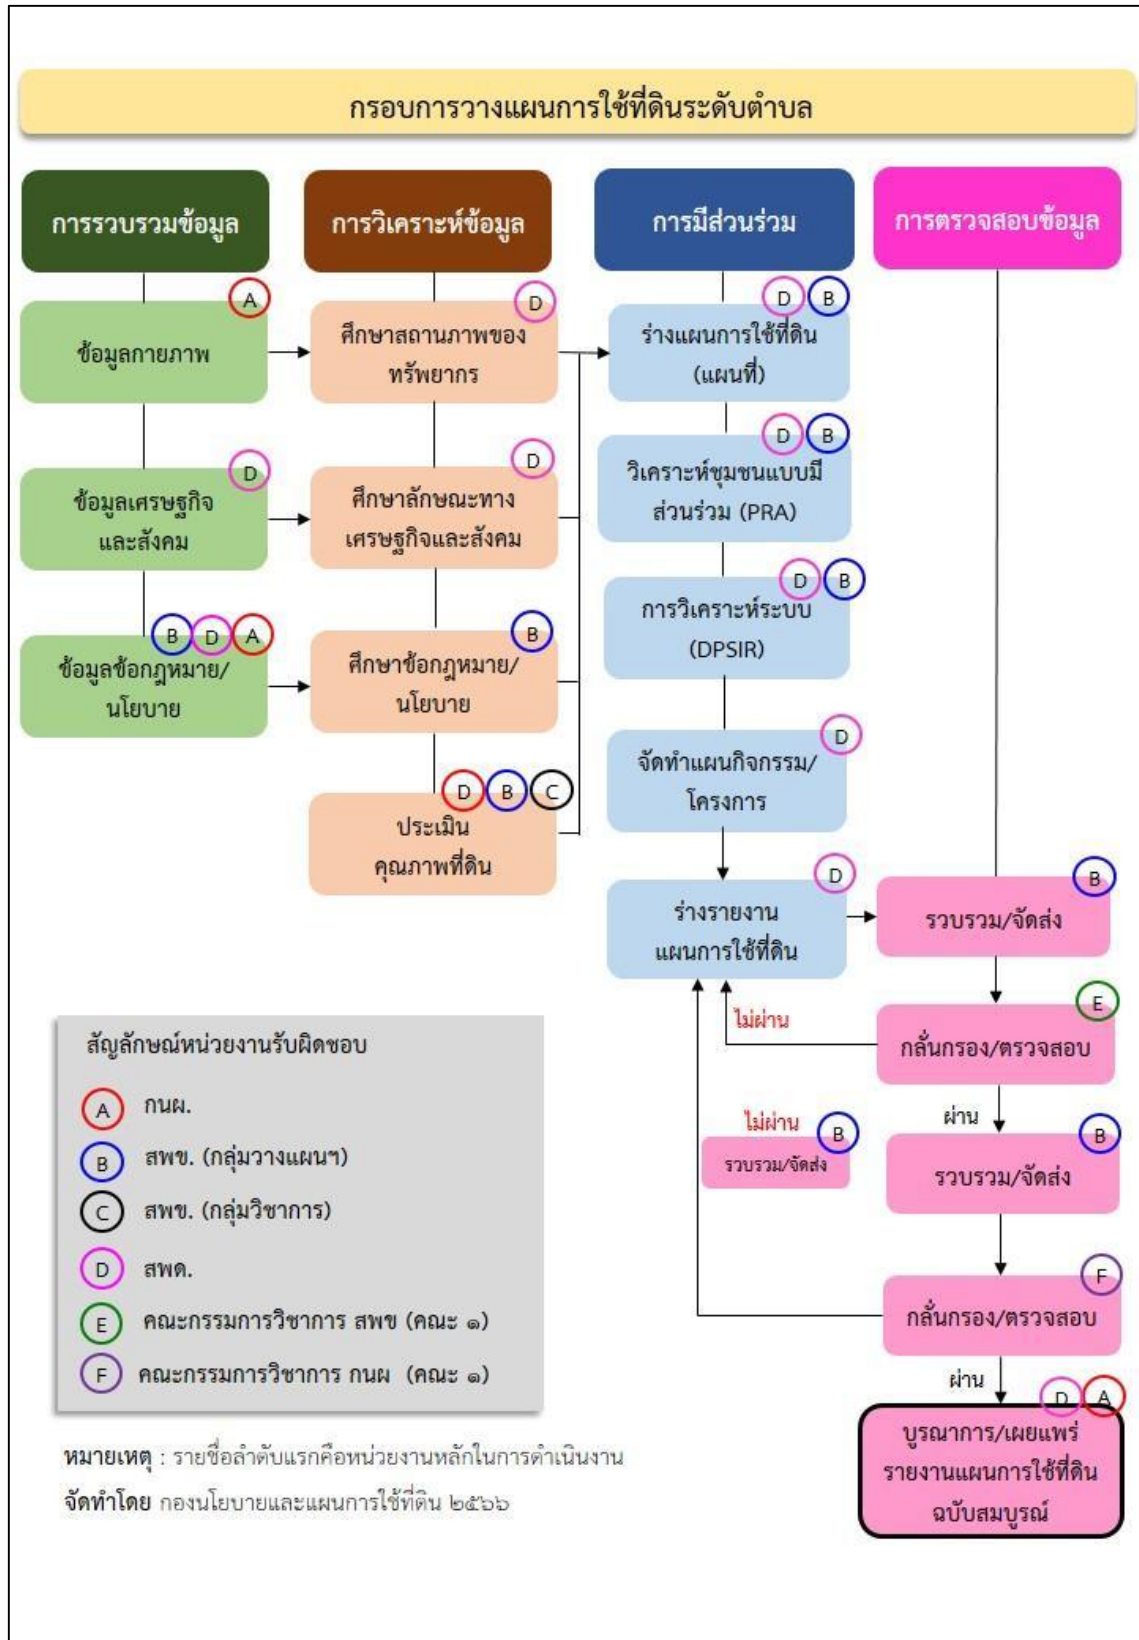 กรอบการวางแผนการใช้ที่ดินระดับตำบล
การรวบรวมข้อมูล
A
ข้อมูลกายภาพ
D
ข้อมูลเศรษฐกิจ
และสังคม
B D A
ข้อมูลข้อกฎหมาย/
นโยบาย
การวิเคราะห์ข้อมูล
D
ศึกษาสถานภาพของ
ทรัพยากร
D
ศึกษาลักษณะทาง
เศรษฐกิจและสังคม
B
ศึกษาข้อกฎหมาย/
นโยบาย
D B C
ประเมิน
คุณภาพที่ดิน
การมีส่วนร่วม
D B
ร่างแผนการใช้ที่ดิน
(แผนที่)
D B
วิเคราะห์ชุมชนแบบมี
ส่วนร่วม (PRA)
D B
การวิเคราะห์ระบบ
(DPSIR)
D
จัดทำแผนกิจกรรม/
โครงการ
D
ร่างรายงาน
แผนการใช้ที่ดิน
การตรวจสอบข้อมูล
B
รวบรวม/จัดส่ง
E
กลั่นกรอง/ตรวจสอบ
ไม่ผ่าน
ผ่าน
B
รวบรวม/จัดส่ง
ไม่ผ่าน
B
รวบรวม/จัดส่ง
F
กลั่นกรอง/ตรวจสอบ
ผ่าน
D A
บูรณาการ/เผยแพร่
รายงานแผนการใช้ที่ดิน
ฉบับสมบูรณ์
สัญลักษณ์หน่วยงานรับผิดชอบ
A กนผ.
B สพข. (กลุ่มวางแผนฯ)
C สพข. (กลุ่มวิชาการ)
D สพด.
E คณะกรรมการวิชาการ สพข (คณะ ๑)
F คณะกรรมการวิชาการ กนผ (คณะ ๑)
หมายเหตุ : รายชื่อลำดับแรกคือหน่วยงานหลักในการดำเนินงาน
จัดทำโดย กองนโยบายและแผนการใช้ที่ดิน ๒๕๖๖